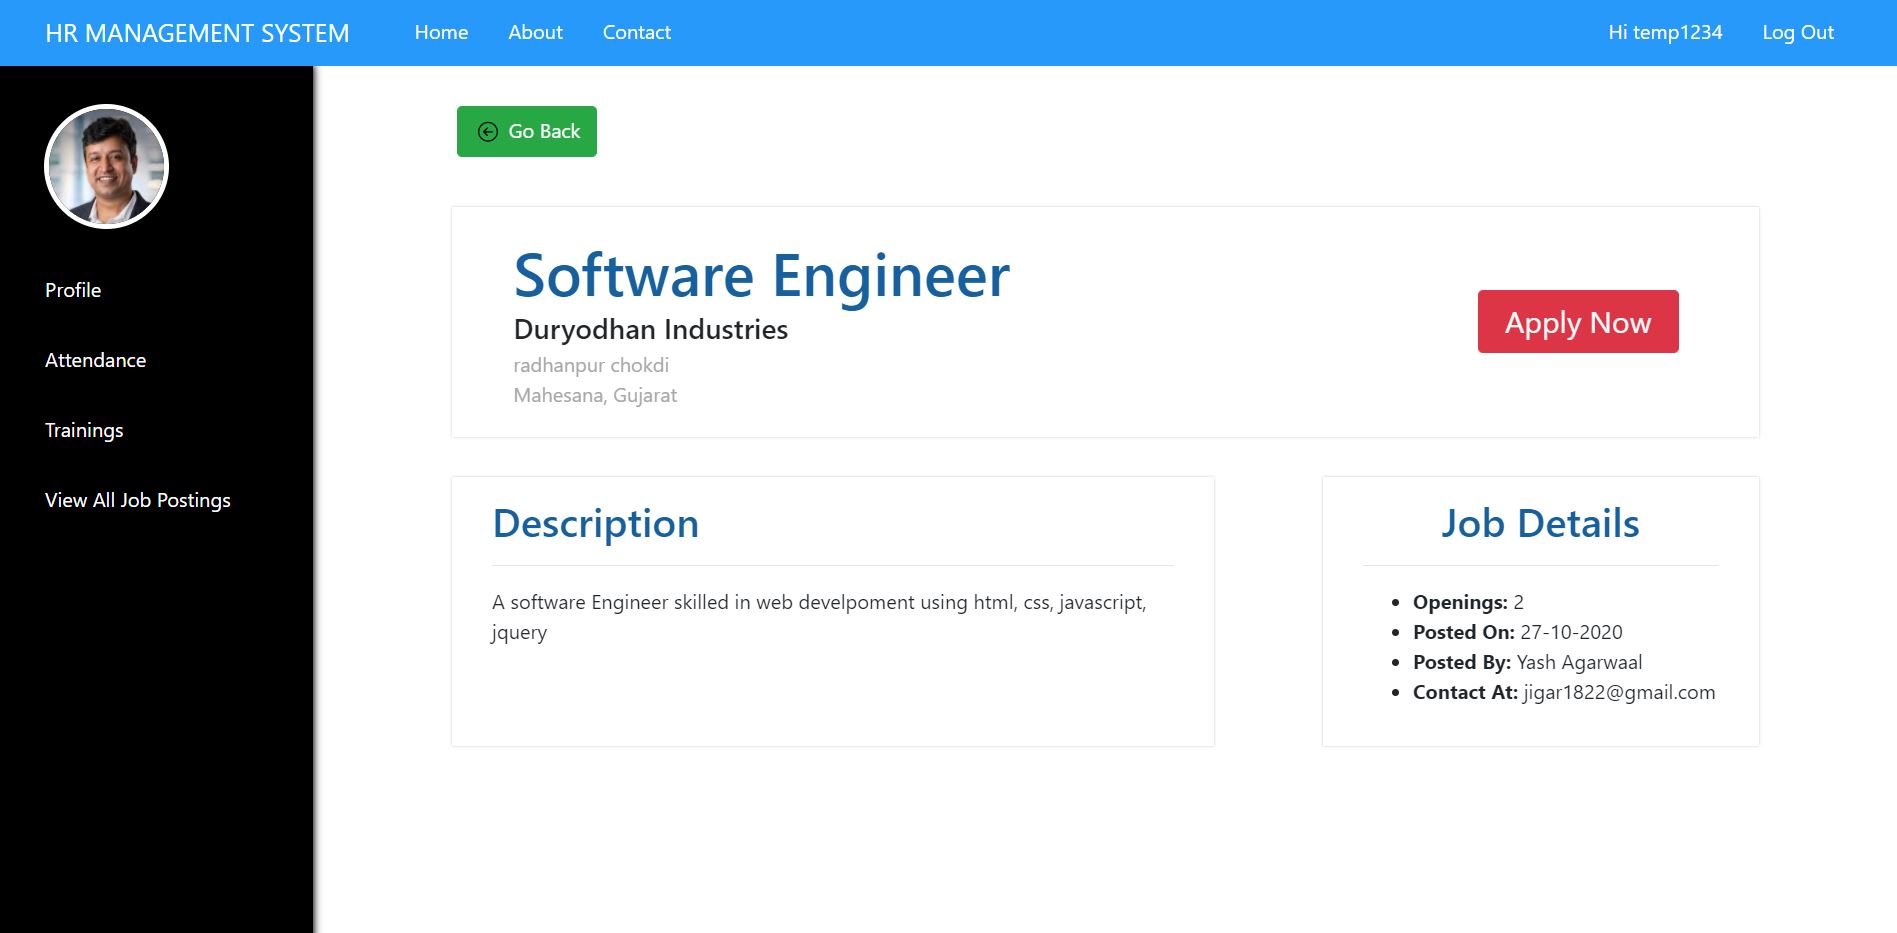 HR MANAGEMENT SYSTEM Home About Contact Hi temp1234 Log Out
Profile
Attendance
Trainings
View All Job Postings
Go Back
Software Engineer
Duryodhan Industries
radhanpur chokdi
Mahesana, Gujarat
Apply Now
Description
A software Engineer skilled in web develpoment using html, css, javascript,
jquery
Job Details
Openings: 2
Posted On: 27-10-2020
Posted By: Yash Agarwaal
Contact At: jigar1822@gmail.com